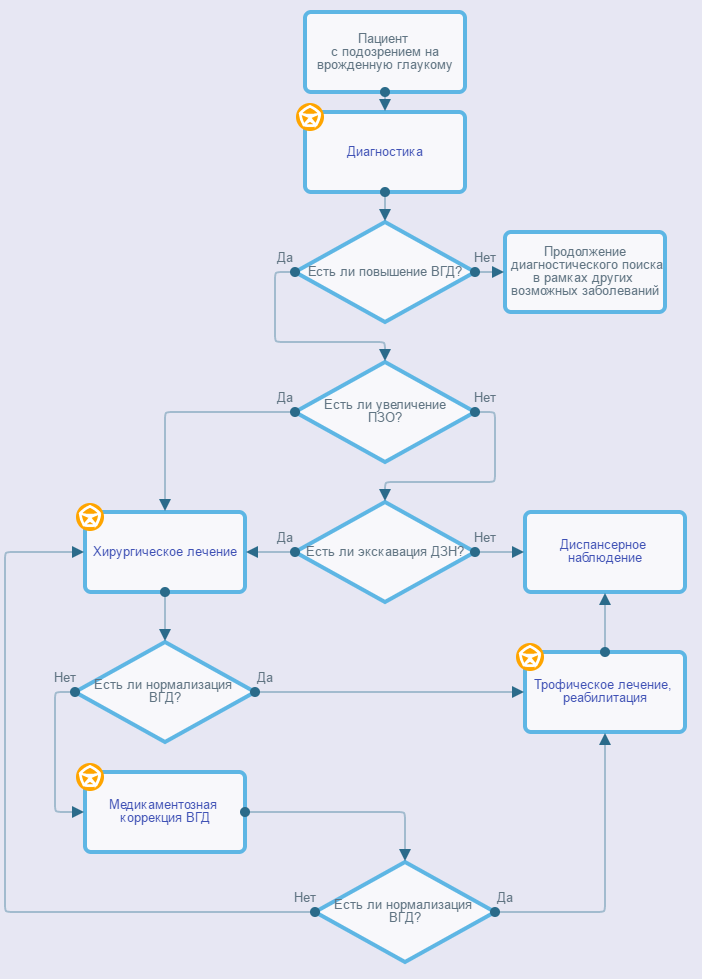 Пациент
с подозрением на
врожденную глаукому
Диагностика
Да
Есть ли повышение ВГД?
Нет
Продолжение
диагностического поиска
в рамках других
возможных заболеваний
Да
Есть ли увеличение
ПЗО?
Нет
Хирургическое лечение
Да
Есть ли экскавация ДЗН?
Нет
Диспансерное
наблюдение
Нет
Есть ли нормализация
ВГД?
Да
Трофическое лечение,
реабилитация
Медикаментозная
коррекция ВГД
Нет
Есть ли нормализация
ВГД?
Да